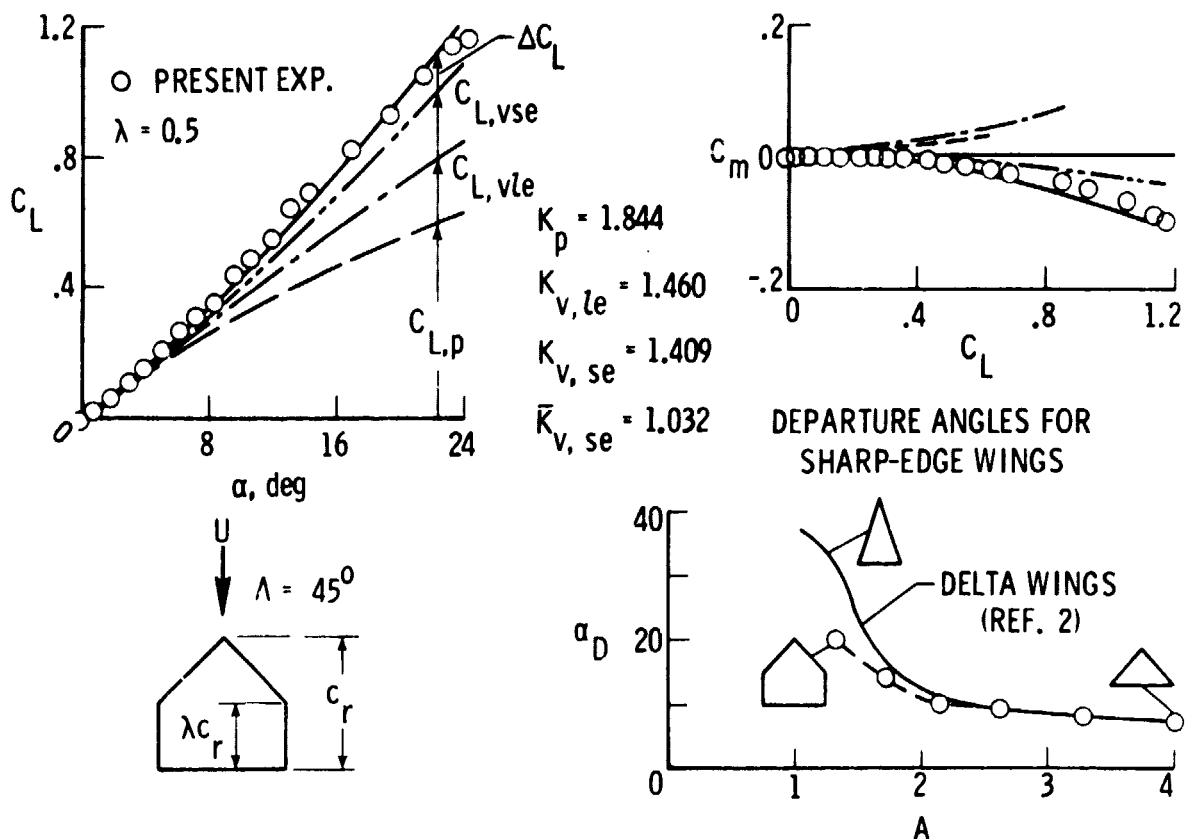 1.2
.8
C_L
.4
0
8
16
24
α, deg
○ PRESENT EXP.
λ = 0.5
ΔC_L
C_L,vse
C_L,vle
C_L,p
K_p = 1.844
K_v,le = 1.460
K_v,se = 1.409
K̄_v,se = 1.032
.2
C_m
0
-.2
0
.4
.8
1.2
C_L
U
Λ = 45°
c_r
λc_r
DEPARTURE ANGLES FOR
SHARP-EDGE WINGS
40
α_D
20
0
1
2
3
4
A
DELTA WINGS
(REF. 2)